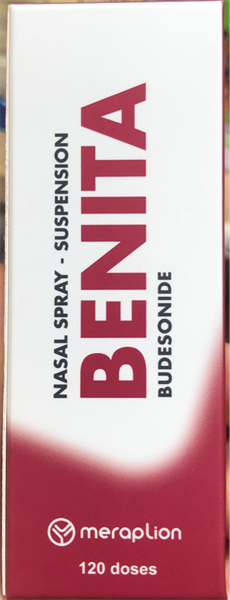 NASAL SPRAY - SUSPENSION
BENITA
BUDESONIDE
meraplion
120 doses